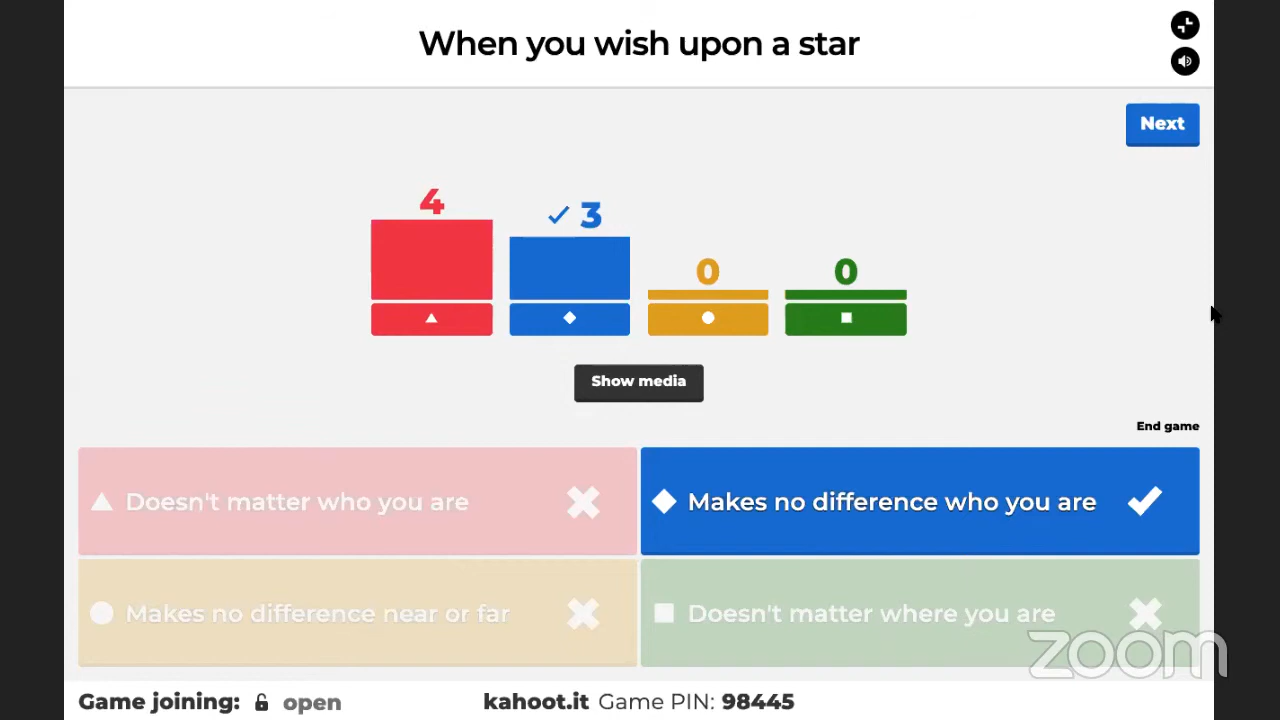 When you wish upon a star
Next
4
3
0
0
Show media
End game
Doesn't matter who you are
Makes no difference who you are
Makes no difference near or far
Doesn't matter where you are
zoom
Game joining: open
kahoot.it Game PIN: 98445